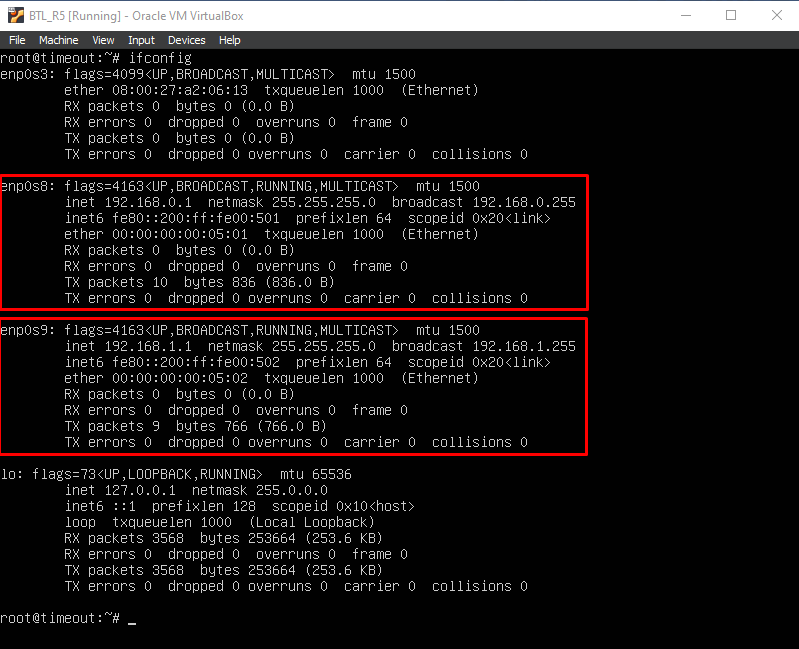 BTL_R5 [Running] - Oracle VM VirtualBox
File Machine View Input Devices Help
root@timeout:~# ifconfig
enp0s3: flags=4099<UP,BROADCAST,MULTICAST>  mtu 1500
        ether 08:00:27:a2:06:13  txqueuelen 1000  (Ethernet)
        RX packets 0  bytes 0 (0.0 B)
        RX errors 0  dropped 0  overruns 0  frame 0
        TX packets 0  bytes 0 (0.0 B)
        TX errors 0  dropped 0 overruns 0  carrier 0  collisions 0

enp0s8: flags=4163<UP,BROADCAST,RUNNING,MULTICAST>  mtu 1500
        inet 192.168.0.1  netmask 255.255.255.0  broadcast 192.168.0.255
        inet6 fe80::200:ff:fe00:501  prefixlen 64  scopeid 0x20<link>
        ether 00:00:00:00:05:01  txqueuelen 1000  (Ethernet)
        RX packets 0  bytes 0 (0.0 B)
        RX errors 0  dropped 0  overruns 0  frame 0
        TX packets 10  bytes 836 (836.0 B)
        TX errors 0  dropped 0 overruns 0  carrier 0  collisions 0

enp0s9: flags=4163<UP,BROADCAST,RUNNING,MULTICAST>  mtu 1500
        inet 192.168.1.1  netmask 255.255.255.0  broadcast 192.168.1.255
        inet6 fe80::200:ff:fe00:502  prefixlen 64  scopeid 0x20<link>
        ether 00:00:00:00:05:02  txqueuelen 1000  (Ethernet)
        RX packets 0  bytes 0 (0.0 B)
        RX errors 0  dropped 0  overruns 0  frame 0
        TX packets 9  bytes 766 (766.0 B)
        TX errors 0  dropped 0 overruns 0  carrier 0  collisions 0

lo: flags=73<UP,LOOPBACK,RUNNING>  mtu 65536
        inet 127.0.0.1  netmask 255.0.0.0
        inet6 ::1  prefixlen 128  scopeid 0x10<host>
        loop  txqueuelen 1000  (Local Loopback)
        RX packets 3568  bytes 253664 (253.6 KB)
        RX errors 0  dropped 0  overruns 0  frame 0
        TX packets 3568  bytes 253664 (253.6 KB)
        TX errors 0  dropped 0 overruns 0  carrier 0  collisions 0

root@timeout:~# _